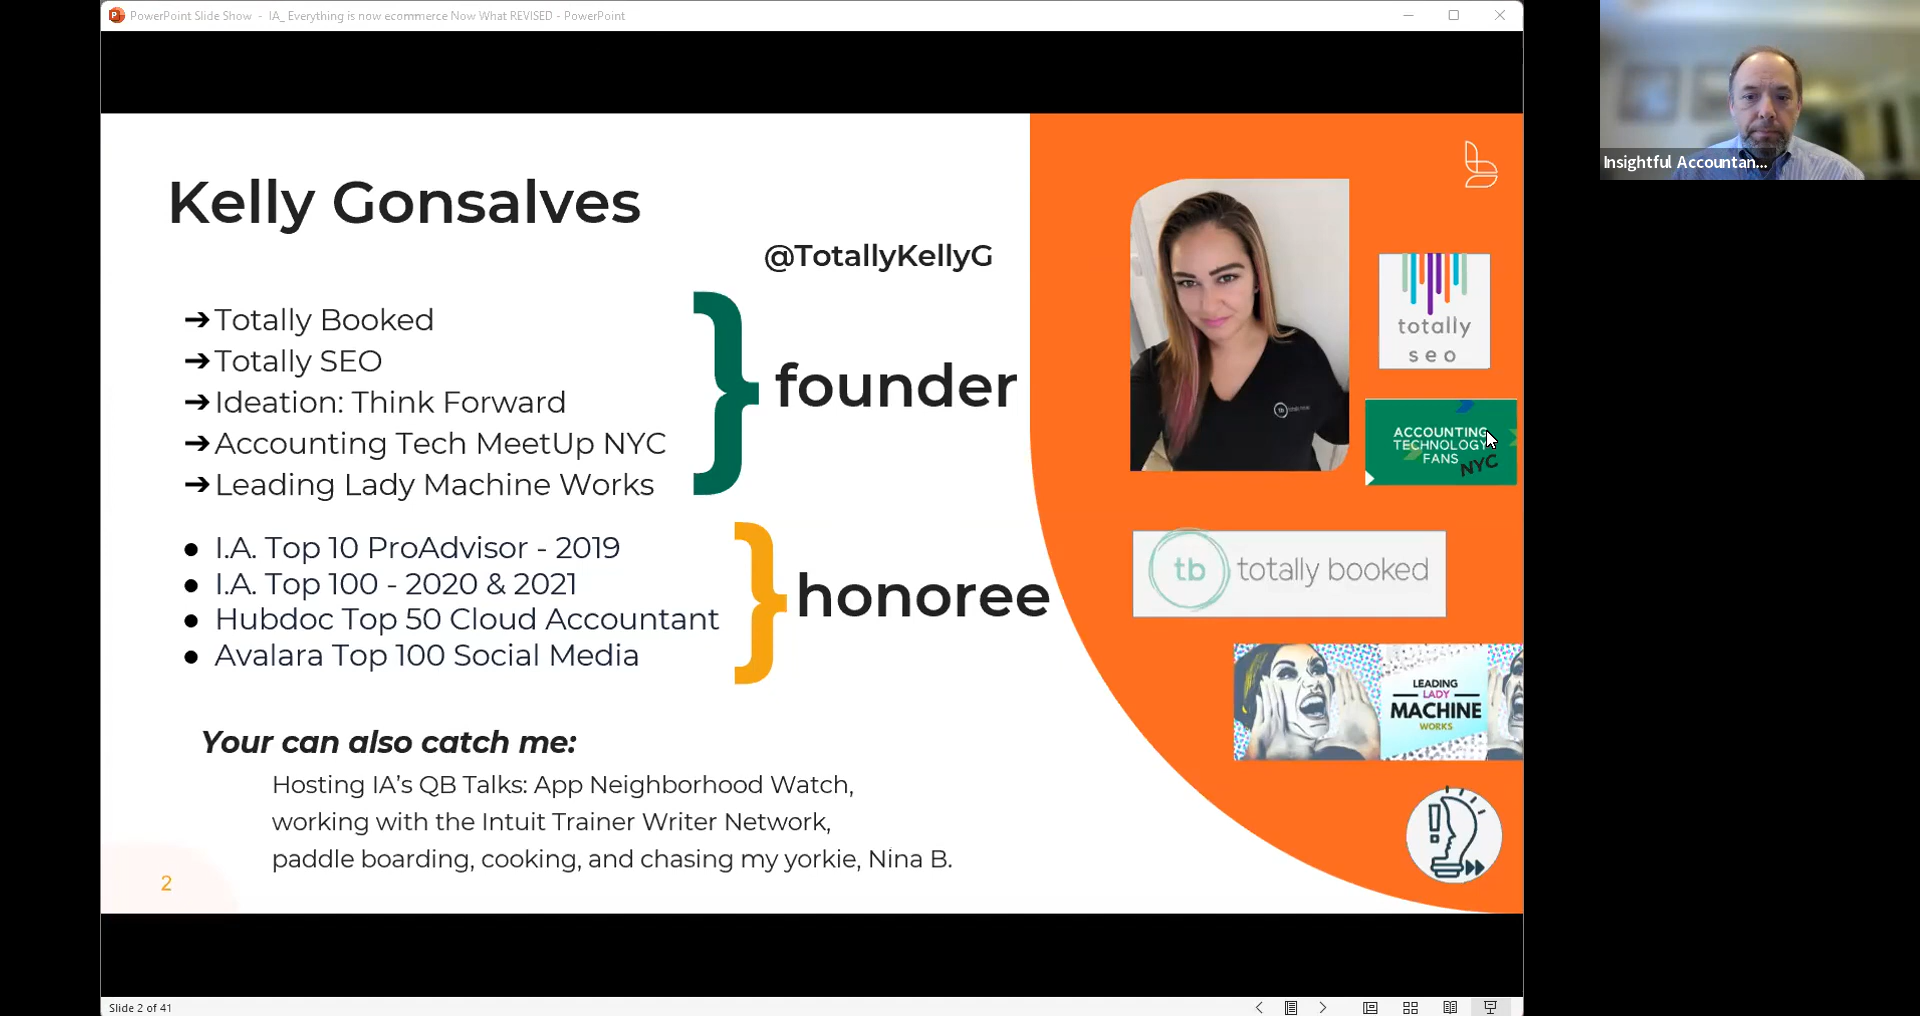 PowerPoint Slide Show - IA_ Everything is now ecommerce Now What REVISED - PowerPoint
Insightful Accountan...
Kelly Gonsalves
@TotallyKellyG
➔Totally Booked
➔Totally SEO
➔Ideation: Think Forward
➔Accounting Tech MeetUp NYC
➔Leading Lady Machine Works
} founder
● I.A. Top 10 ProAdvisor - 2019
● I.A. Top 100 - 2020 & 2021
● Hubdoc Top 50 Cloud Accountant
● Avalara Top 100 Social Media
} honoree
Your can also catch me:
Hosting IA’s QB Talks: App Neighborhood Watch,
working with the Intuit Trainer Writer Network,
paddle boarding, cooking, and chasing my yorkie, Nina B.
2
totally
seo
ACCOUNTING
TECHNOLOGY
FANS
NYC
tb totally booked
LEADING
LADY
MACHINE
WORKS
Slide 2 of 41